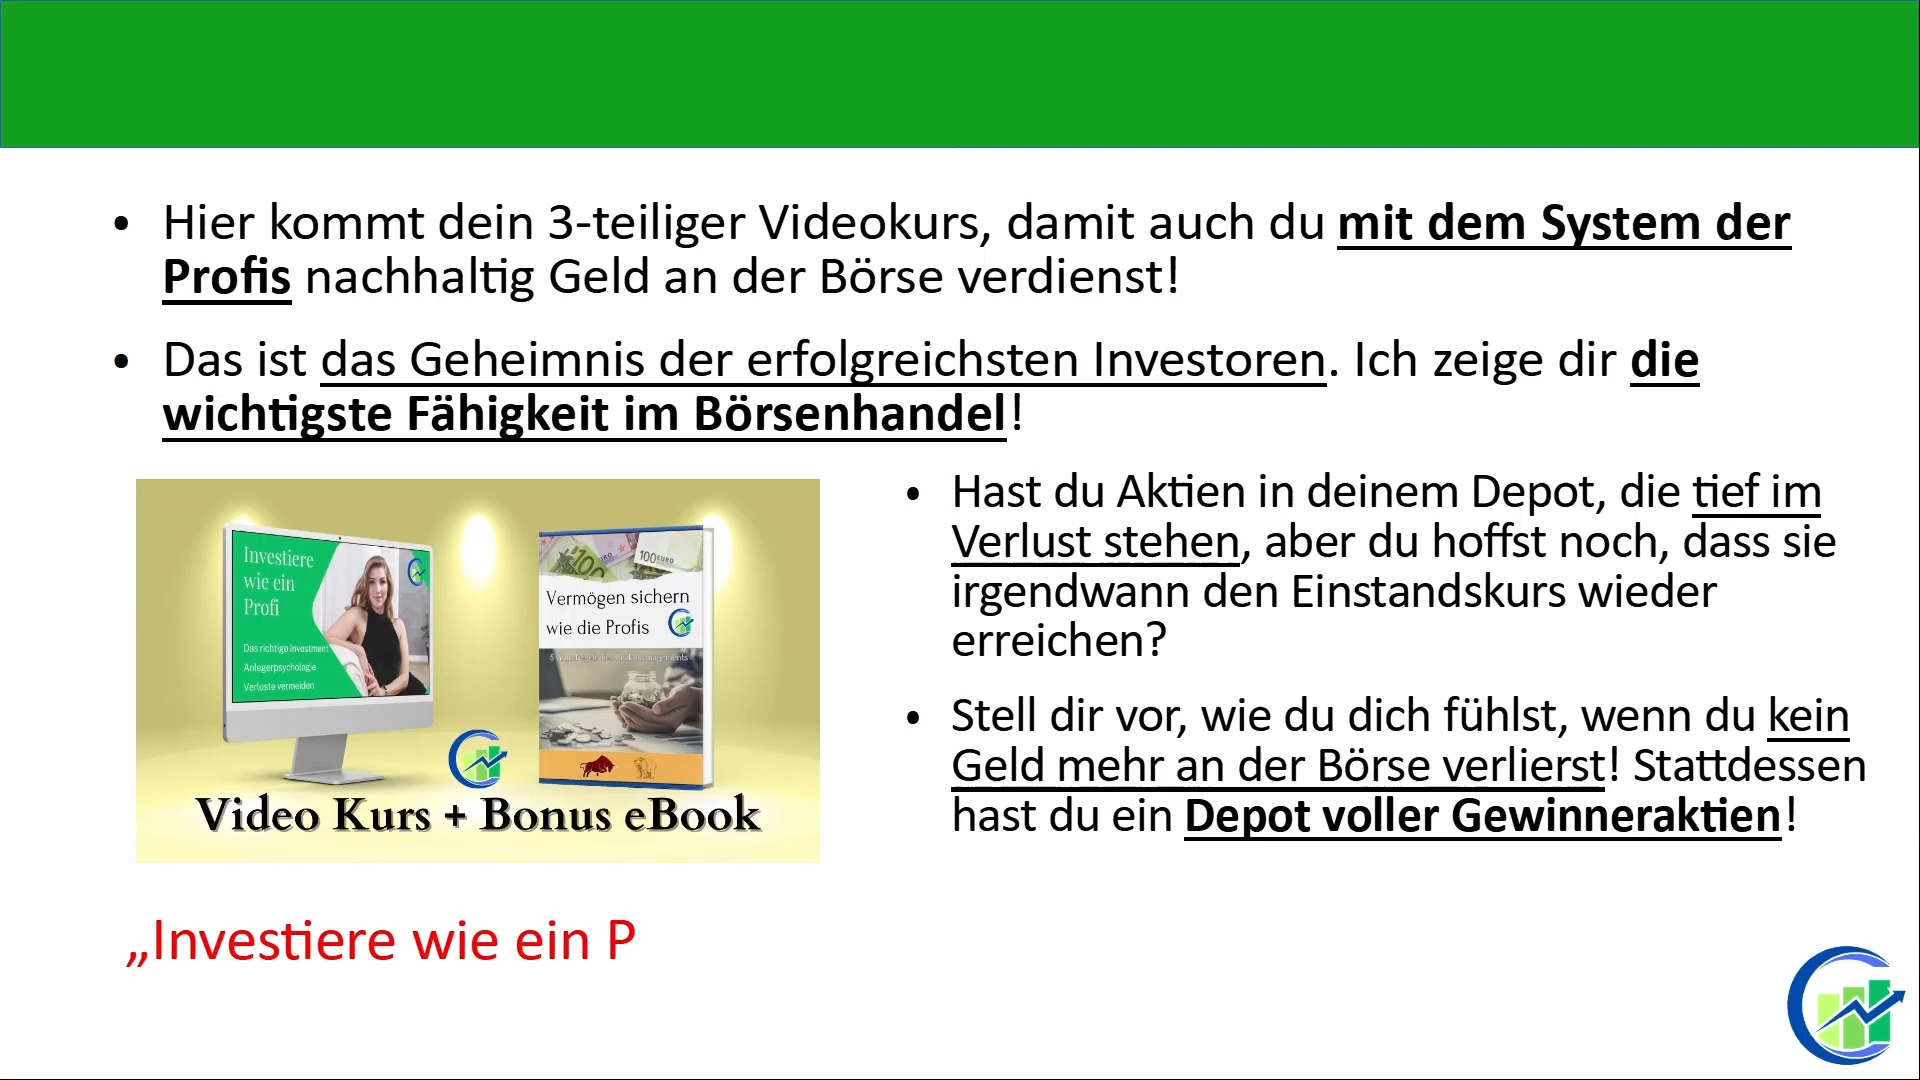 • Hier kommt dein 3-teiliger Videokurs, damit auch du mit dem System der
Profis nachhaltig Geld an der Börse verdienst!
• Das ist das Geheimnis der erfolgreichsten Investoren. Ich zeige dir die
wichtigste Fähigkeit im Börsenhandel!
Investiere
wie ein
Profi
Das richtige Investment
Anlegerpsychologie
Verluste vermeiden
100
EURO
100 EURO
Vermögen sichern
wie die Profis
Video Kurs + Bonus eBook
• Hast du Aktien in deinem Depot, die tief im
Verlust stehen, aber du hoffst noch, dass sie
irgendwann den Einstandskurs wieder
erreichen?
• Stell dir vor, wie du dich fühlst, wenn du kein
Geld mehr an der Börse verlierst! Stattdessen
hast du ein Depot voller Gewinneraktien!
„Investiere wie ein P